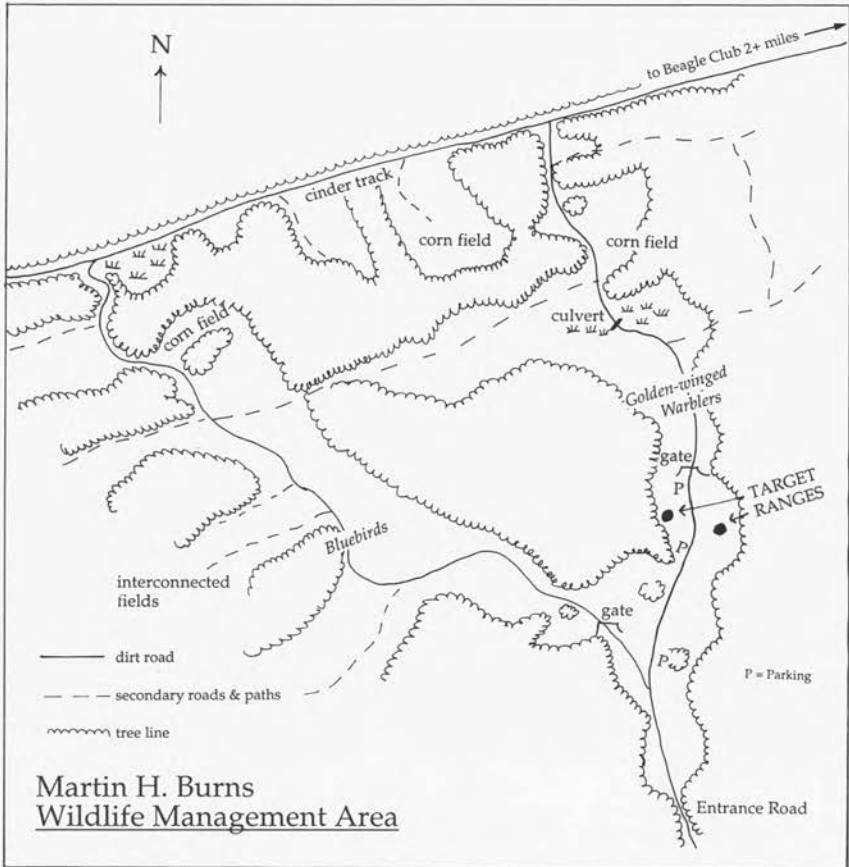 N
to Beagle Club 2+ miles
cinder track
corn field
corn field
corn field
culvert
Golden-winged
Warblers
gate
P
TARGET
RANGES
P
Bluebirds
interconnected
fields
gate
P
dirt road
P = Parking
secondary roads & paths
tree line
Martin H. Burns
Wildlife Management Area
Entrance Road